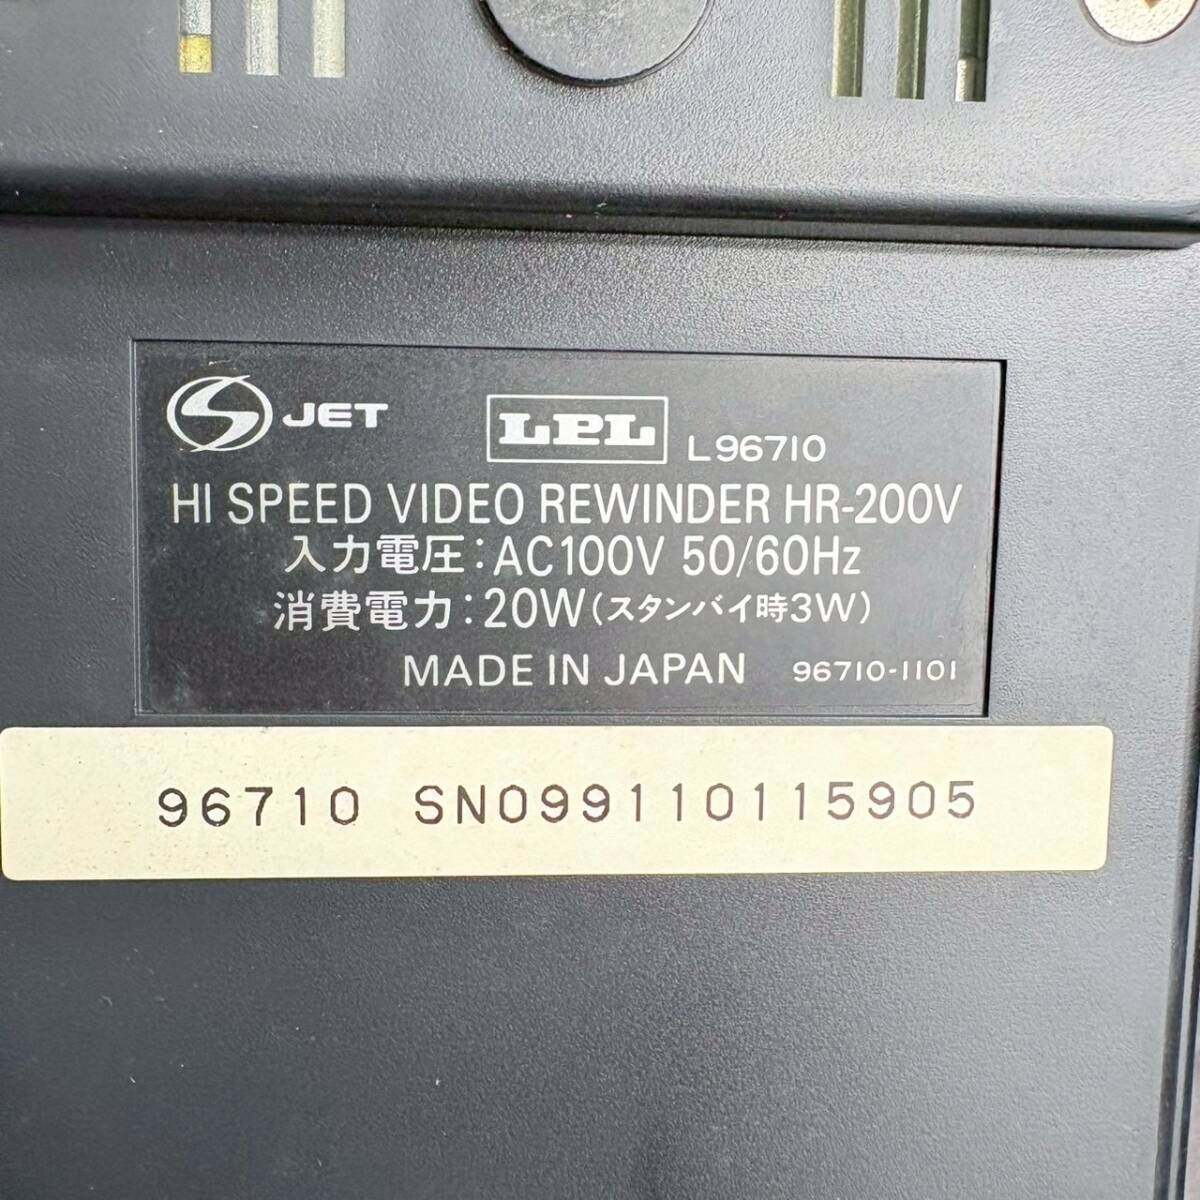 S JET
LPL L96710
HI SPEED VIDEO REWINDER HR-200V
入力電圧:AC100V 50/60Hz
消費電力:20W(スタンバイ時3W)
MADE IN JAPAN 96710-1101
96710 SN099110115905